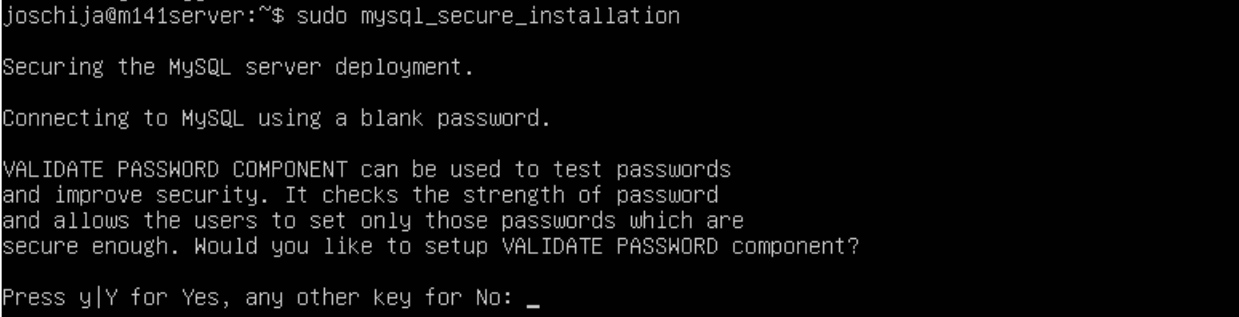 joschija@m141server:~$ sudo mysql_secure_installation
Securing the MySQL server deployment.
Connecting to MySQL using a blank password.
VALIDATE PASSWORD COMPONENT can be used to test passwords
and improve security. It checks the strength of password
and allows the users to set only those passwords which are
secure enough. Would you like to setup VALIDATE PASSWORD component?
Press y|Y for Yes, any other key for No: _